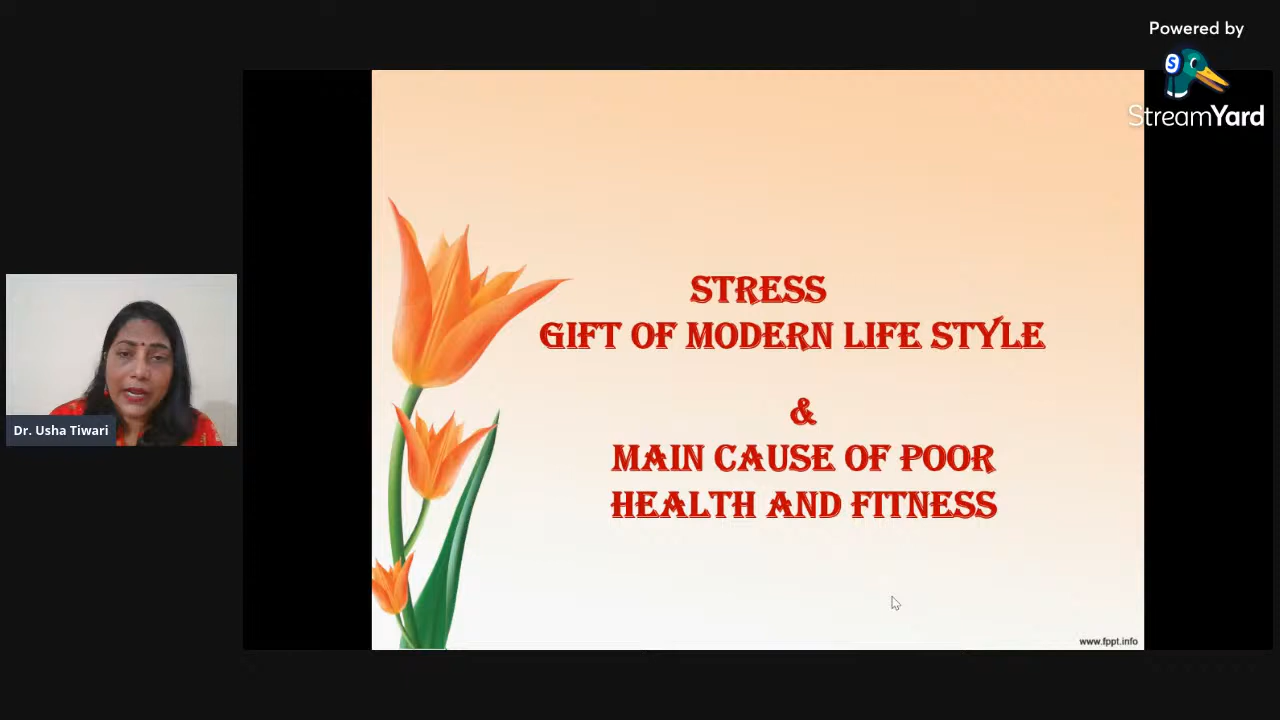 Powered by
S
StreamYard
STRESS
GIFT OF MODERN LIFE STYLE
&
MAIN CAUSE OF POOR
HEALTH AND FITNESS
Dr. Usha Tiwari
www.fppt.info